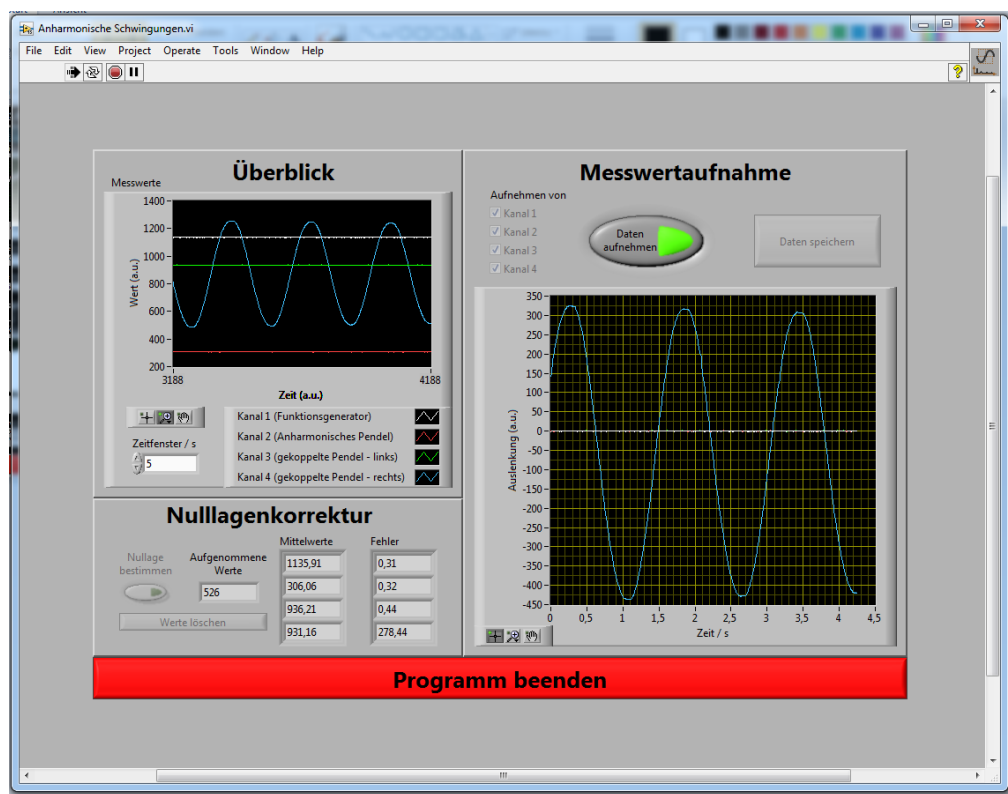 Anharmonische Schwingungen.vi
File Edit View Project Operate Tools Window Help
Überblick
Messwerte
1400
1200
1000
800
600
400
200
Wert (a.u.)
3188 4188
Zeit (a.u.)
Zeitfenster / s
5
Kanal 1 (Funktionsgenerator)
Kanal 2 (Anharmonisches Pendel)
Kanal 3 (gekoppelte Pendel - links)
Kanal 4 (gekoppelte Pendel - rechts)
Nulllagenkorrektur
Nullage
bestimmen
Aufgenommene
Werte
526
Werte löschen
Mittelwerte Fehler
1135,91 0,31
306,06 0,32
936,21 0,44
931,16 278,44
Messwertaufnahme
Aufnehmen von
Kanal 1
Kanal 2
Kanal 3
Kanal 4
Daten
aufnehmen
Daten speichern
350
300
250
200
150
100
50
0
-50
-100
-150
-200
-250
-300
-350
-400
-450
Auslenkung (a.u.)
0 0,5 1 1,5 2 2,5 3 3,5 4 4,5
Zeit / s
Programm beenden